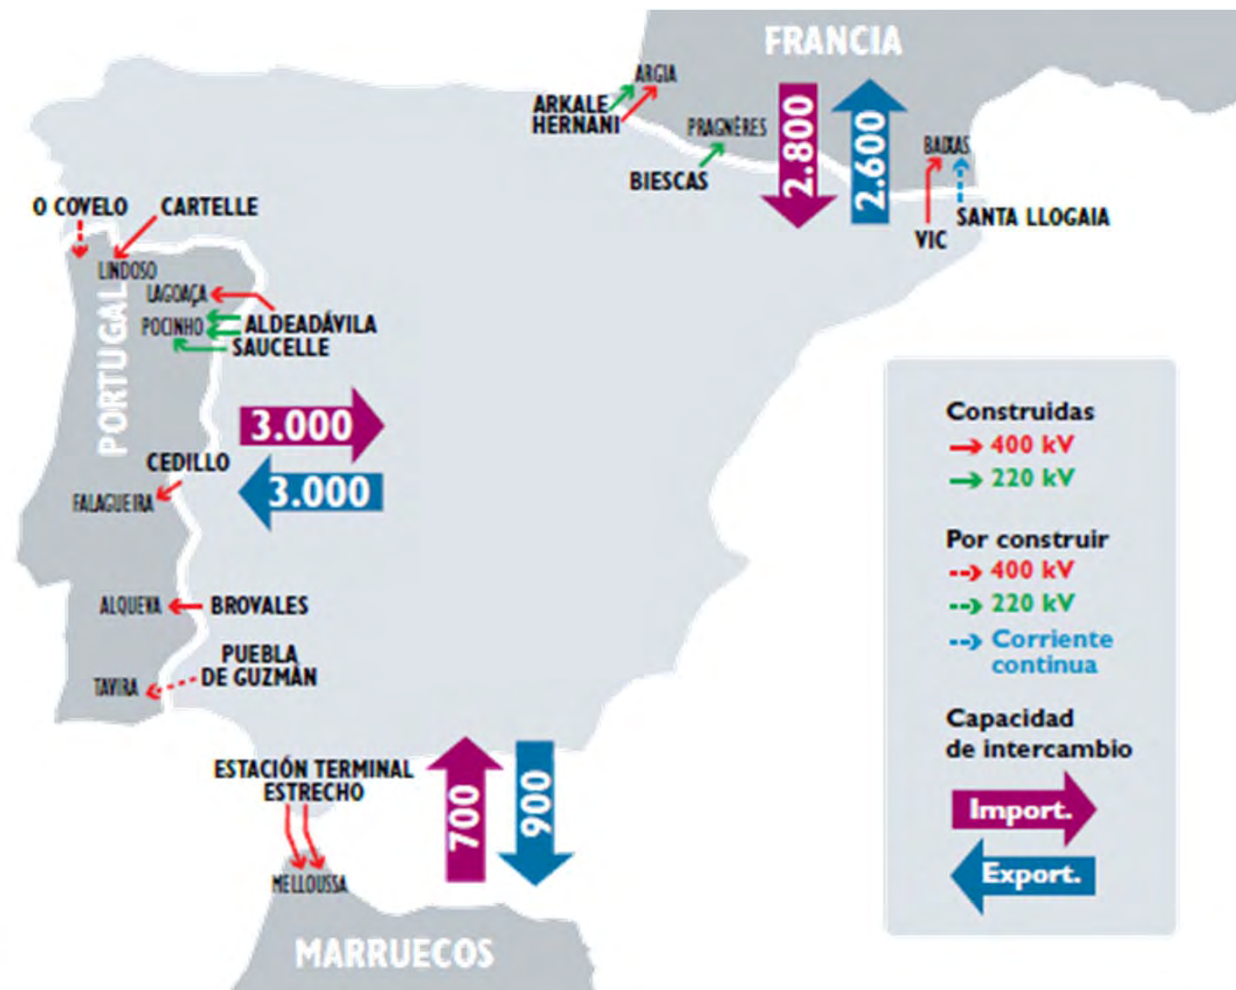 FRANCIA
ARGIA
ARKALE
HERNANI
PRAGNÈRES
BIESCAS
2.800
2.600
BAIXAS
SANTA LLOGAIA
VIC
O COVELO
CARTELLE
LINDOSO
LAGOAÇA
POCINHO
ALDEADÁVILA
SAUCELLE
PORTUGAL
3.000
3.000
CEDILLO
FALAGUEIRA
ALQUEVA
BROVALES
PUEBLA
DE GUZMÁN
TAVIRA
ESTACIÓN TERMINAL
ESTRECHO
700
900
MELLOUSSA
MARRUECOS
Construidas
400 kV
220 kV
Por construir
400 kV
220 kV
Corriente
continua
Capacidad
de intercambio
Import.
Export.